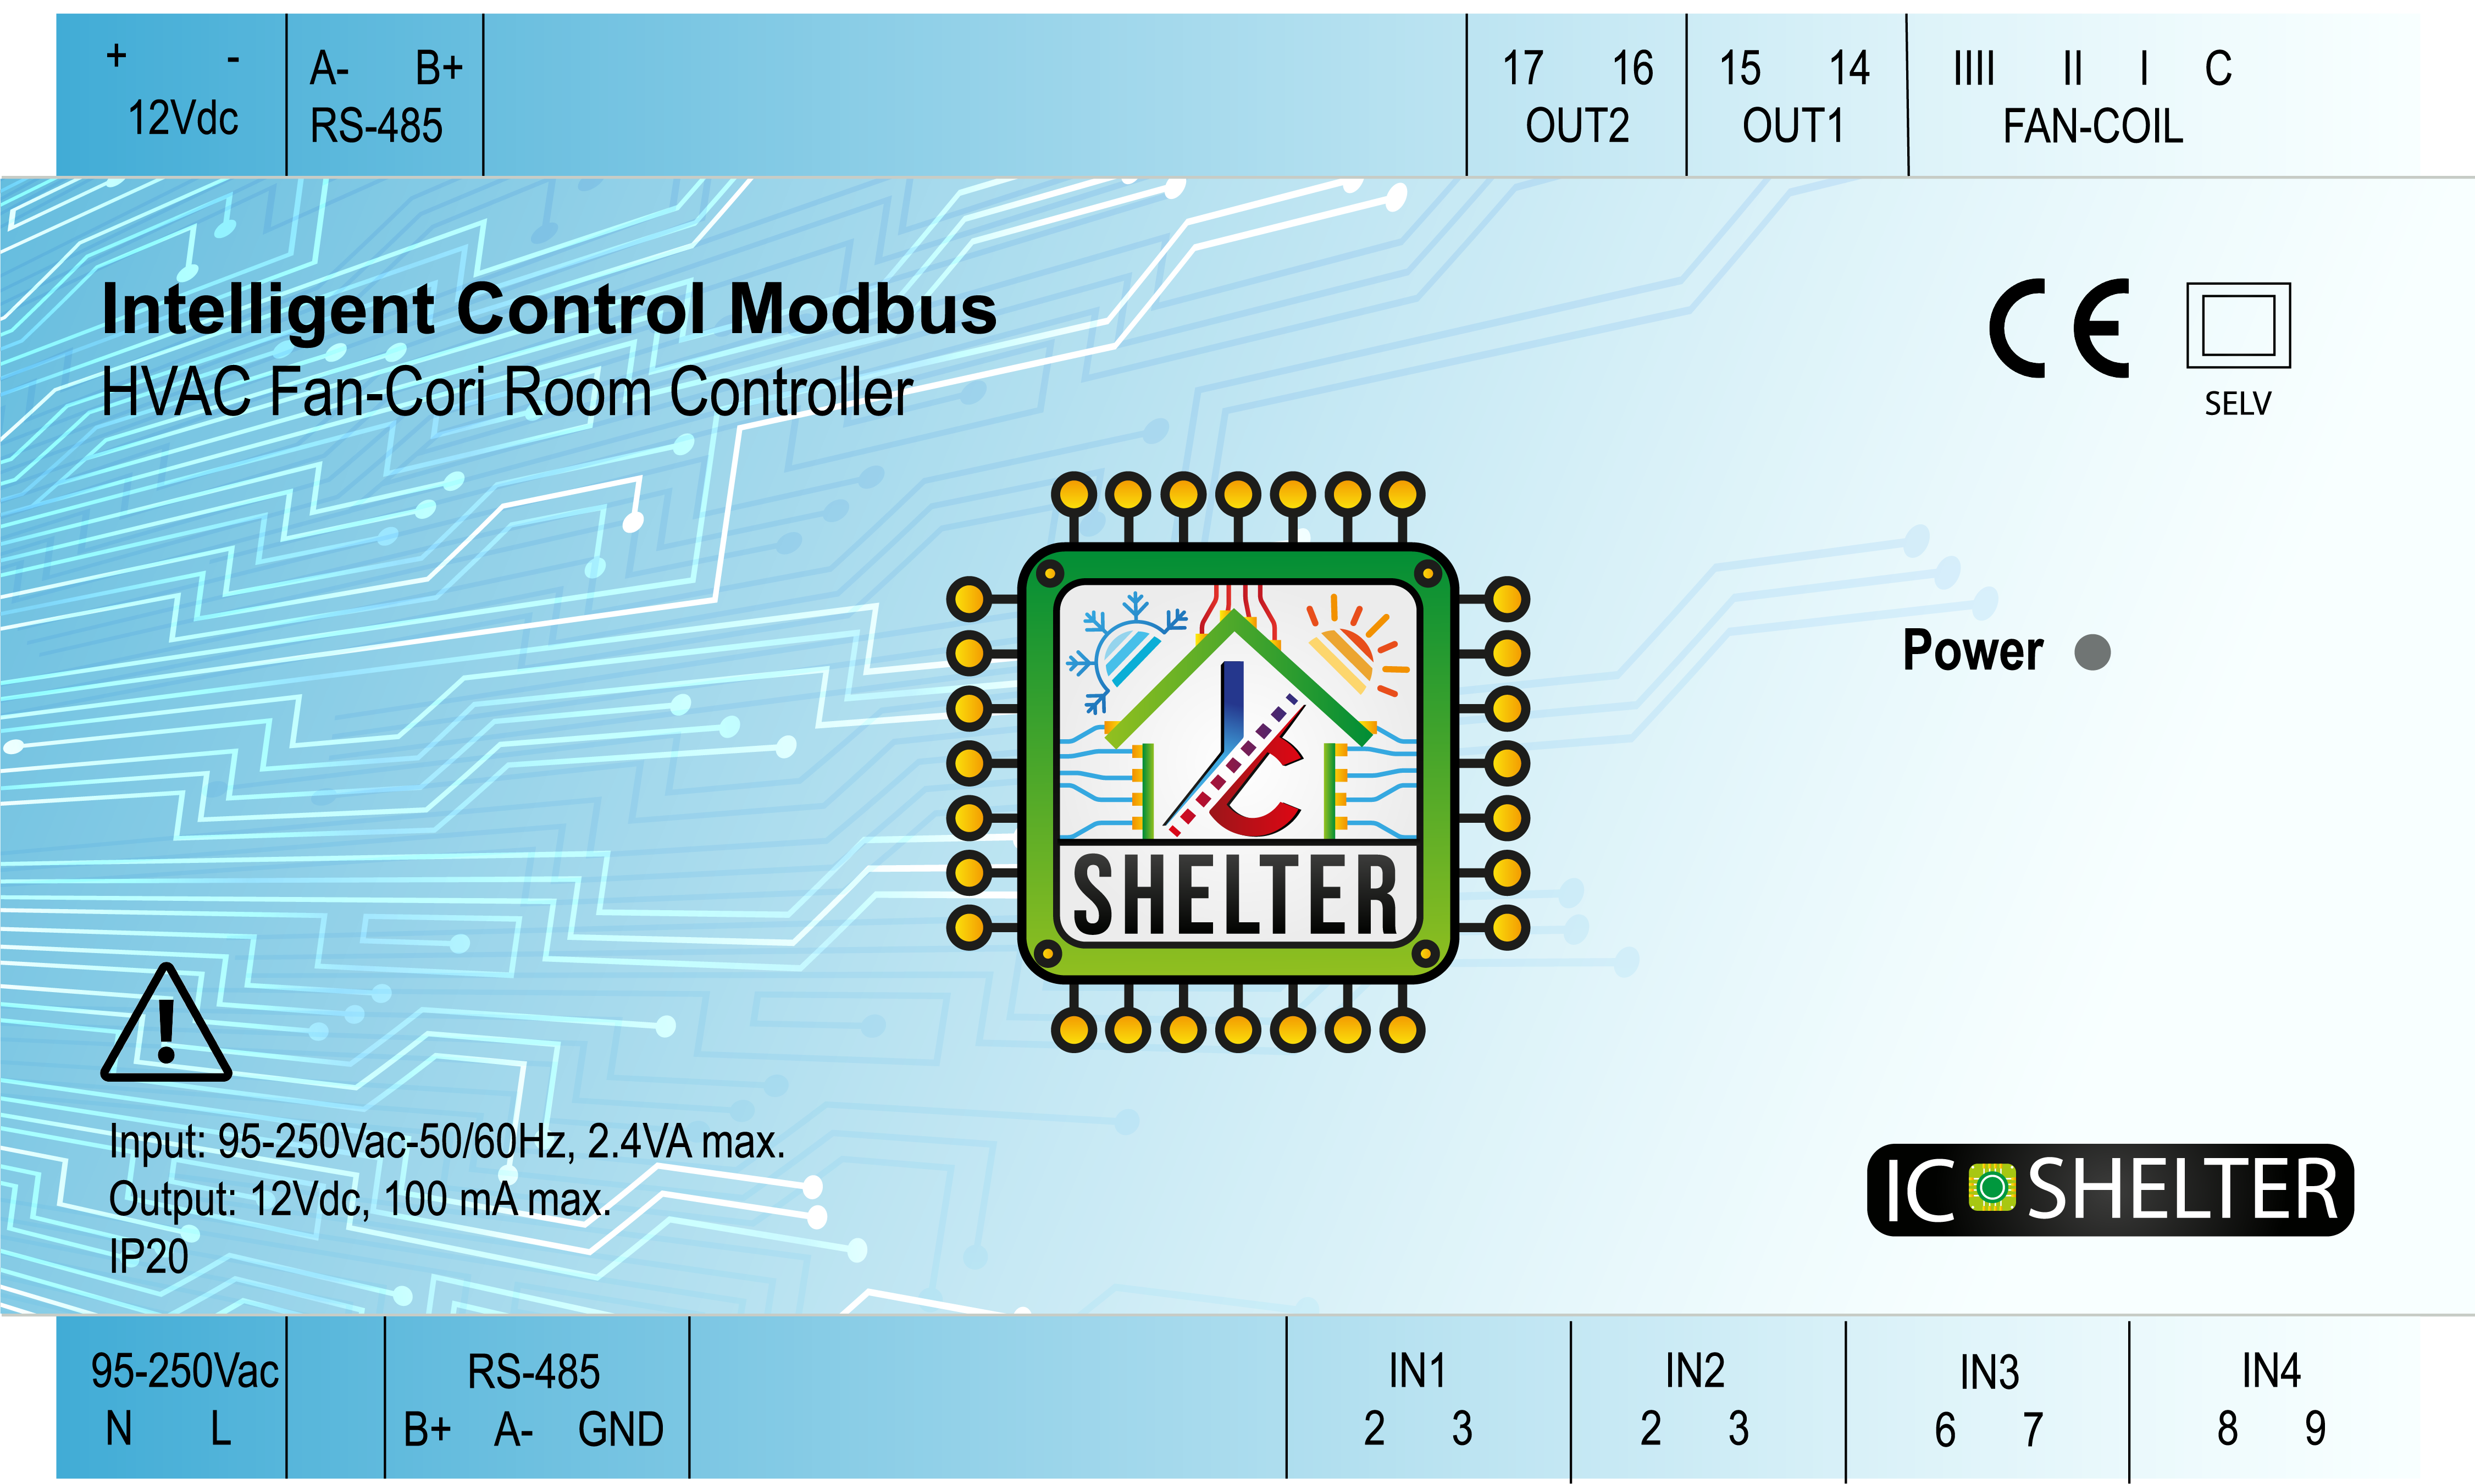 + -
12Vdc
A- B+
RS-485
17 16
OUT2
15 14
OUT1
IIII II I C
FAN-COIL
Intelligent Control Modbus
HVAC Fan-Cori Room Controller
CE
SELV
Power
IC
SHELTER
!
Input: 95-250Vac-50/60Hz, 2.4VA max.
Output: 12Vdc, 100 mA max.
IP20
IC SHELTER
95-250Vac
N L
RS-485
B+ A- GND
IN1
2 3
IN2
2 3
IN3
6 7
IN4
8 9